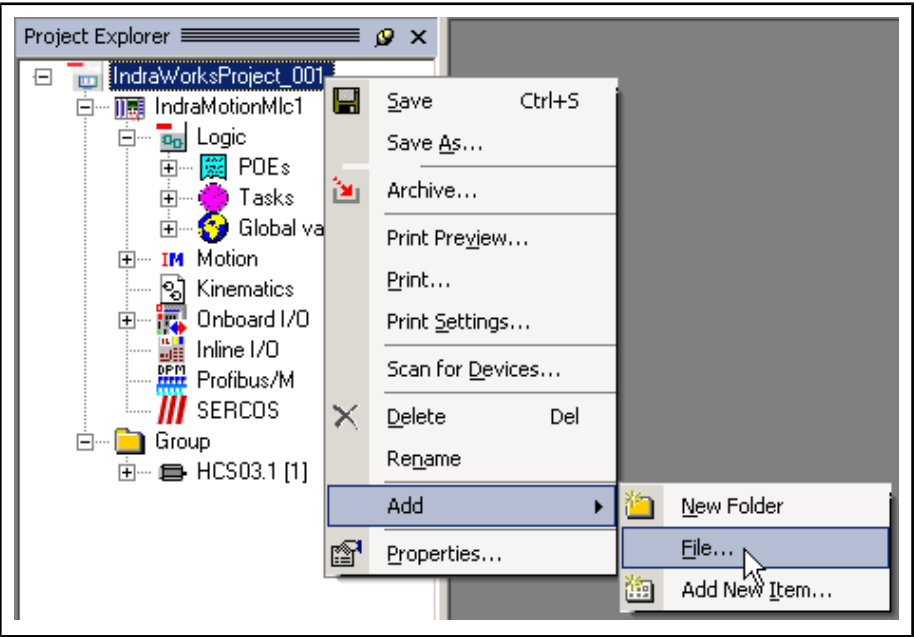 Project Explorer
IndraWorksProject_001
IndraMotionMlc1
Logic
POEs
Tasks
Global va
IM Motion
Kinematics
Onboard I/O
Inline I/O
DPM
Profibus/M
SERCOS
Group
HCS03.1 [1]
Save Ctrl+S
Save As...
Archive...
Print Preview...
Print...
Print Settings...
Scan for Devices...
Delete Del
Rename
Add
Properties...
New Folder
File...
Add New Item...